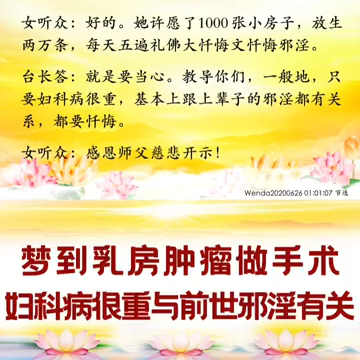 女听众：好的。她许愿了1000 张小房子，放生
两万条，每天五遍礼佛大忏悔文忏悔邪淫。
台长答：就是要当心。教导你们，一般地，只
要妇科病很重，基本上跟上辈子的邪淫都有关
系，都要忏悔。
女听众：感恩师父慈悲开示！
Wenda20200626 01:01:07 节选
梦到乳房肿瘤做手术
妇科病很重与前世邪淫有关